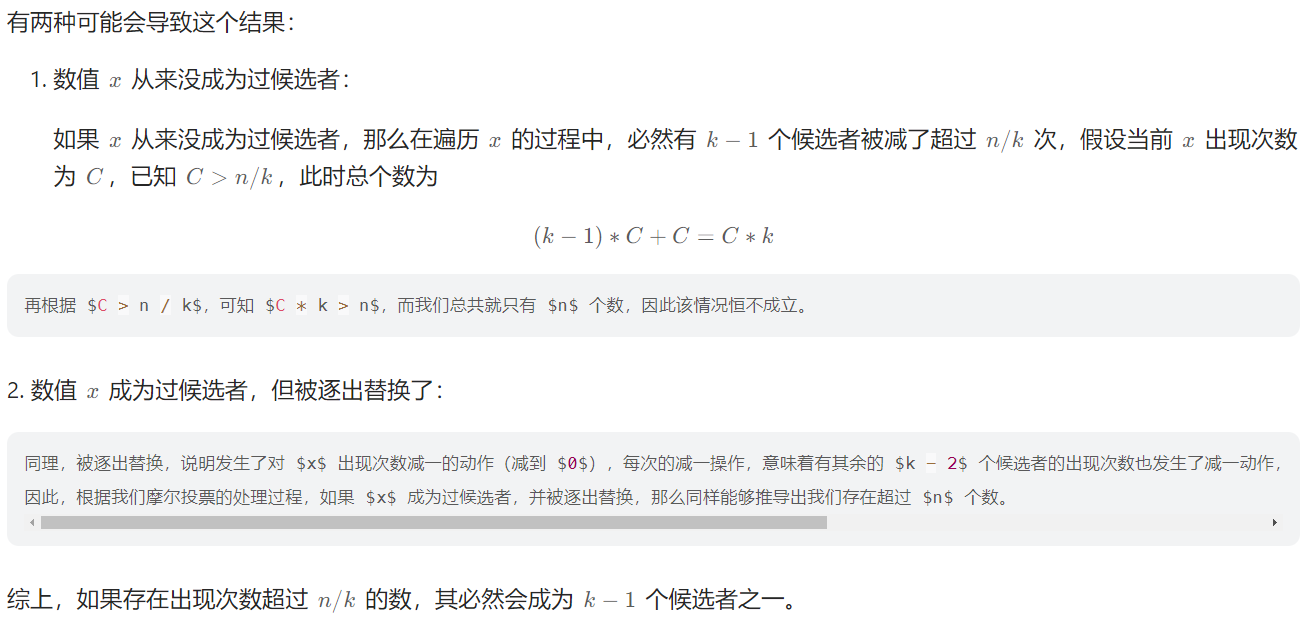 有两种可能会导致这个结果：
1. 数值 x 从来没成为过候选者：
如果 x 从来没成为过候选者，那么在遍历 x 的过程中，必然有 k − 1 个候选者被减了超过 n/k 次，假设当前 x 出现次数
为 C，已知 C > n/k，此时总个数为
(k − 1) ∗ C + C = C ∗ k
再根据 $C > n / k$，可知 $C * k > n$，而我们总共就只有 $n$ 个数，因此该情况恒不成立。
2. 数值 x 成为过候选者，但被逐出替换了：
同理，被逐出替换，说明发生了对 $x$ 出现次数减一的动作（减到 $0$），每次的减一操作，意味着有其余的 $k - 2$ 个候选者的出现次数也发生了减一动作，
因此，根据我们摩尔投票的处理过程，如果 $x$ 成为过候选者，并被逐出替换，那么同样能够推导出我们存在超过 $n$ 个数。
综上，如果存在出现次数超过 n/k 的数，其必然会成为 k − 1 个候选者之一。